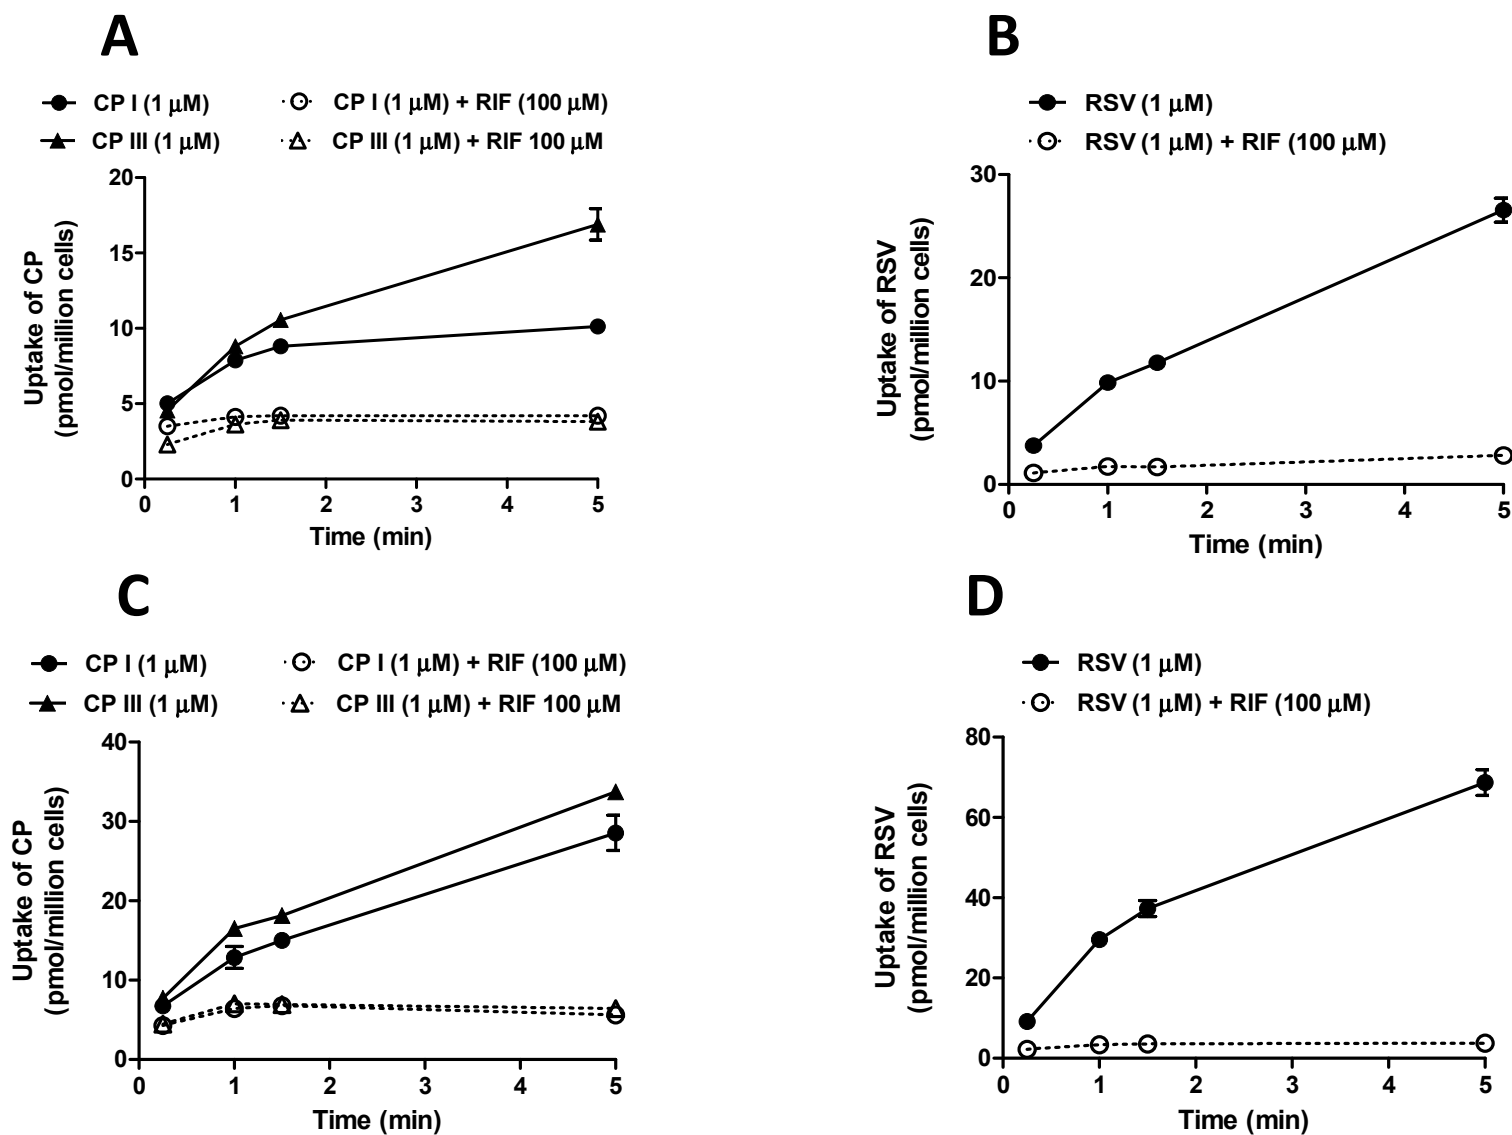 A
CP I (1 μM)
CP I (1 μM) + RIF (100 μM)
CP III (1 μM)
CP III (1 μM) + RIF 100 μM
20
15
10
5
0
0 1 2 3 4 5
Uptake of CP
(pmol/million cells)
Time (min)
B
RSV (1 μM)
RSV (1 μM) + RIF (100 μM)
30
20
10
0
0 1 2 3 4 5
Uptake of RSV
(pmol/million cells)
Time (min)
C
CP I (1 μM)
CP I (1 μM) + RIF (100 μM)
CP III (1 μM)
CP III (1 μM) + RIF 100 μM
40
30
20
10
0
0 1 2 3 4 5
Uptake of CP
(pmol/million cells)
Time (min)
D
RSV (1 μM)
RSV (1 μM) + RIF (100 μM)
80
60
40
20
0
0 1 2 3 4 5
Uptake of RSV
(pmol/million cells)
Time (min)